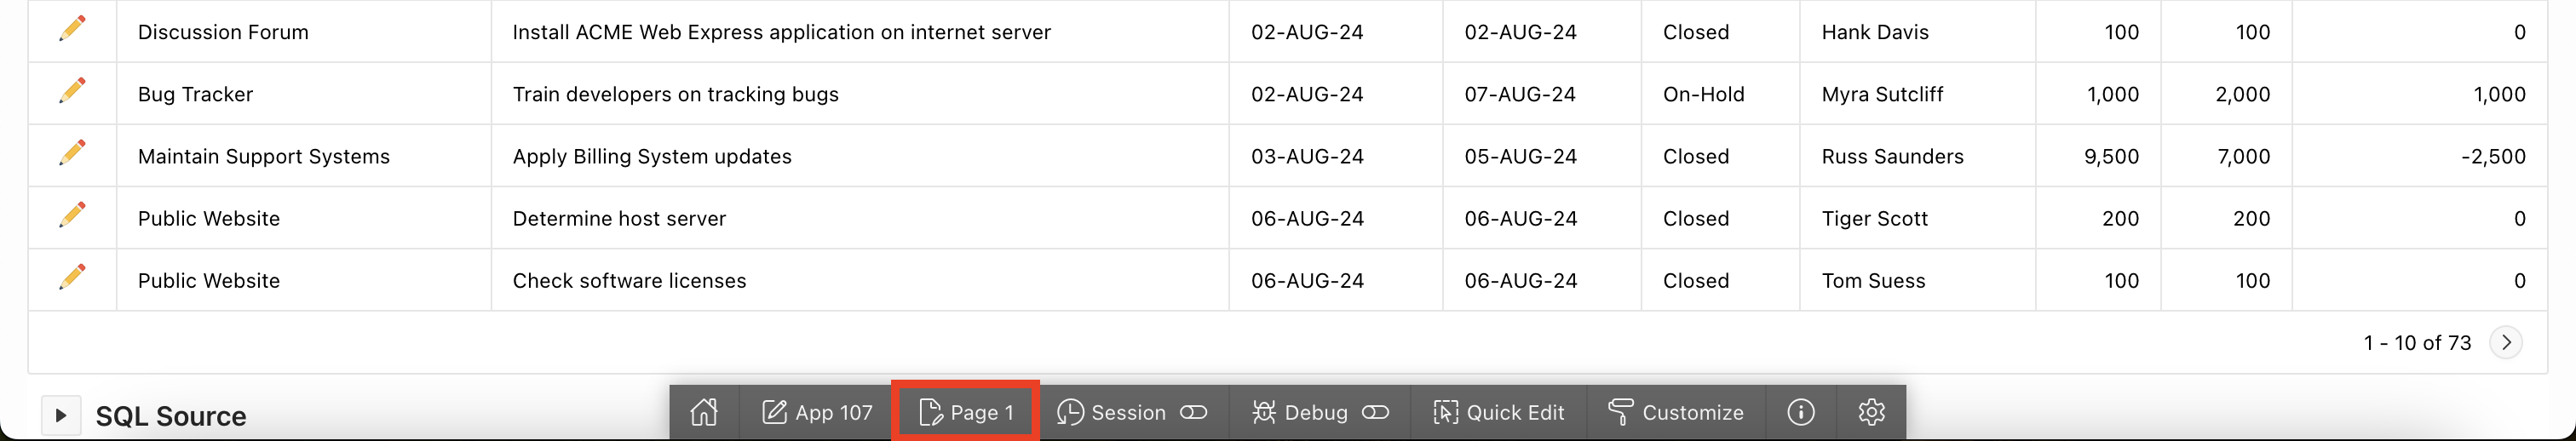 Discussion Forum Install ACME Web Express application on internet server 02-AUG-24 02-AUG-24 Closed Hank Davis 100 100 0
Bug Tracker Train developers on tracking bugs 02-AUG-24 07-AUG-24 On-Hold Myra Sutcliff 1,000 2,000 1,000
Maintain Support Systems Apply Billing System updates 03-AUG-24 05-AUG-24 Closed Russ Saunders 9,500 7,000 -2,500
Public Website Determine host server 06-AUG-24 06-AUG-24 Closed Tiger Scott 200 200 0
Public Website Check software licenses 06-AUG-24 06-AUG-24 Closed Tom Suess 100 100 0
1 - 10 of 73
SQL Source
App 107 Page 1 Session Debug Quick Edit Customize